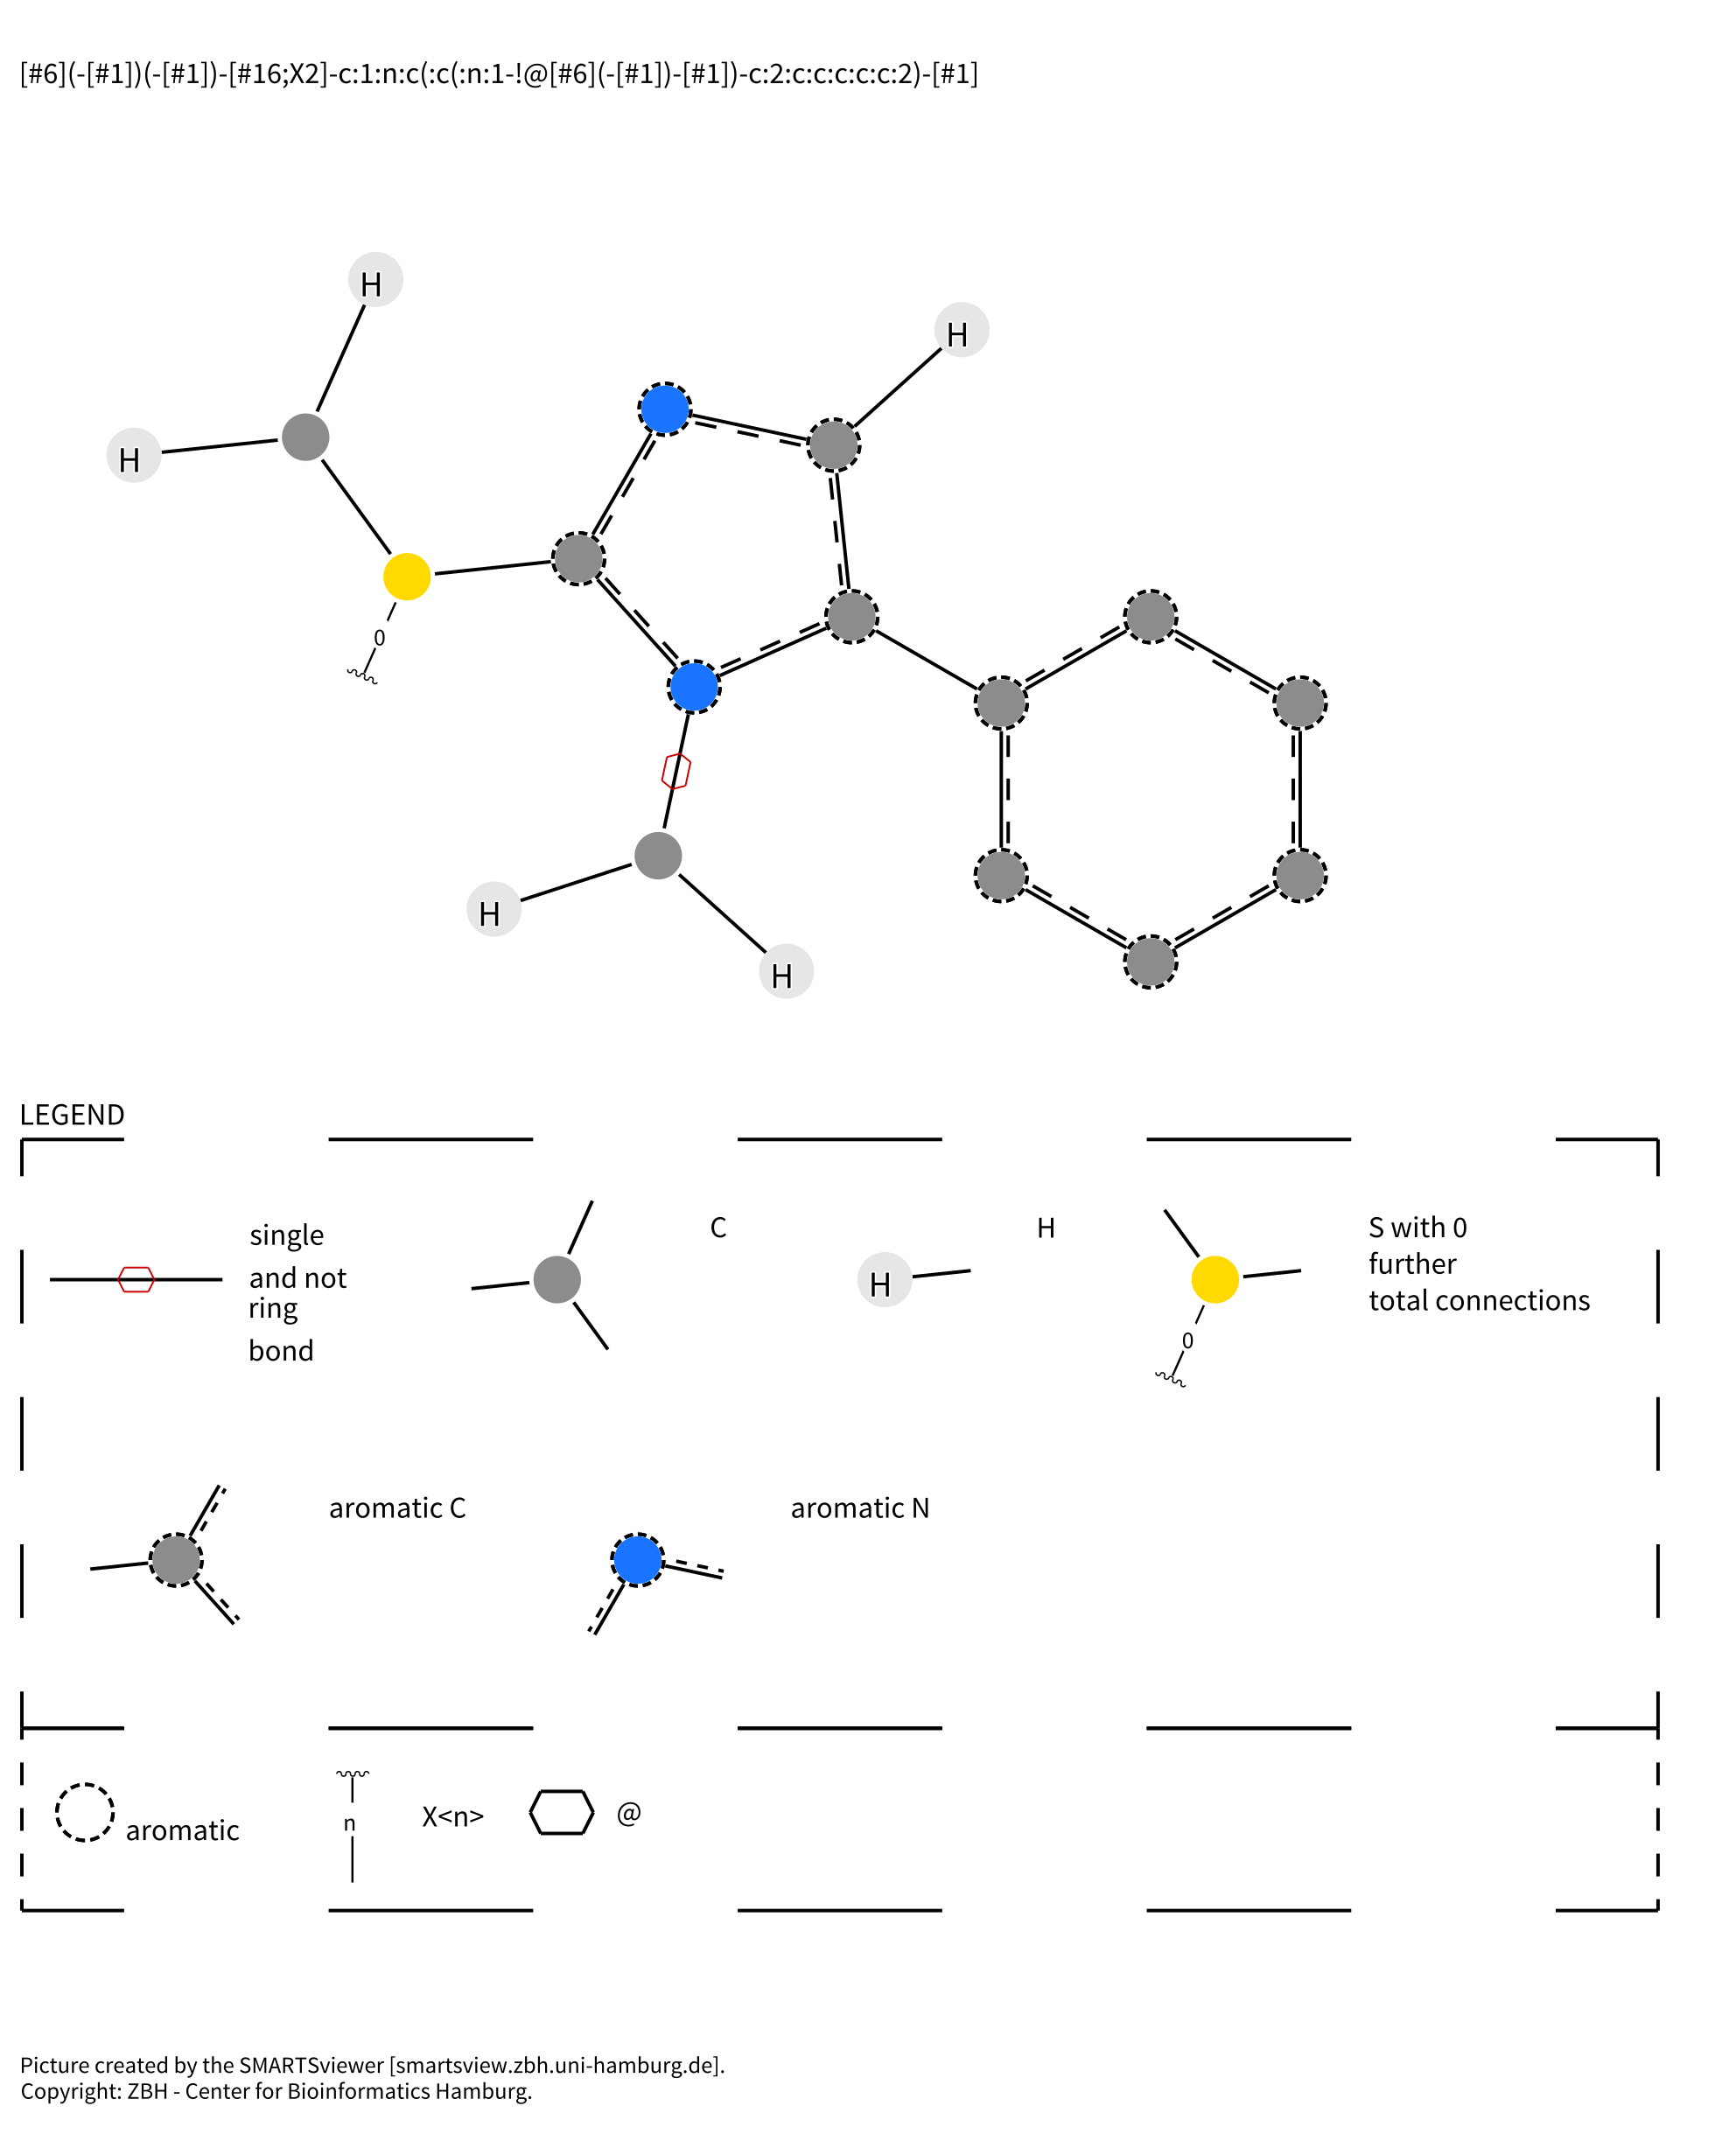 [#6](-[#1])(-[#1])-[#16;X2]-c:1:n:c(:c(:n:1-!@[#6](-[#1])-[#1])-c:2:c:c:c:c:c:2)-[#1]
H
H
H
0
H
H
LEGEND
single
and not
ring
bond
C
H
H
S with 0
further
total connections
0
aromatic C
aromatic N
aromatic
n
X<n>
@
Picture created by the SMARTSviewer [smartsview.zbh.uni-hamburg.de].
Copyright: ZBH - Center for Bioinformatics Hamburg.